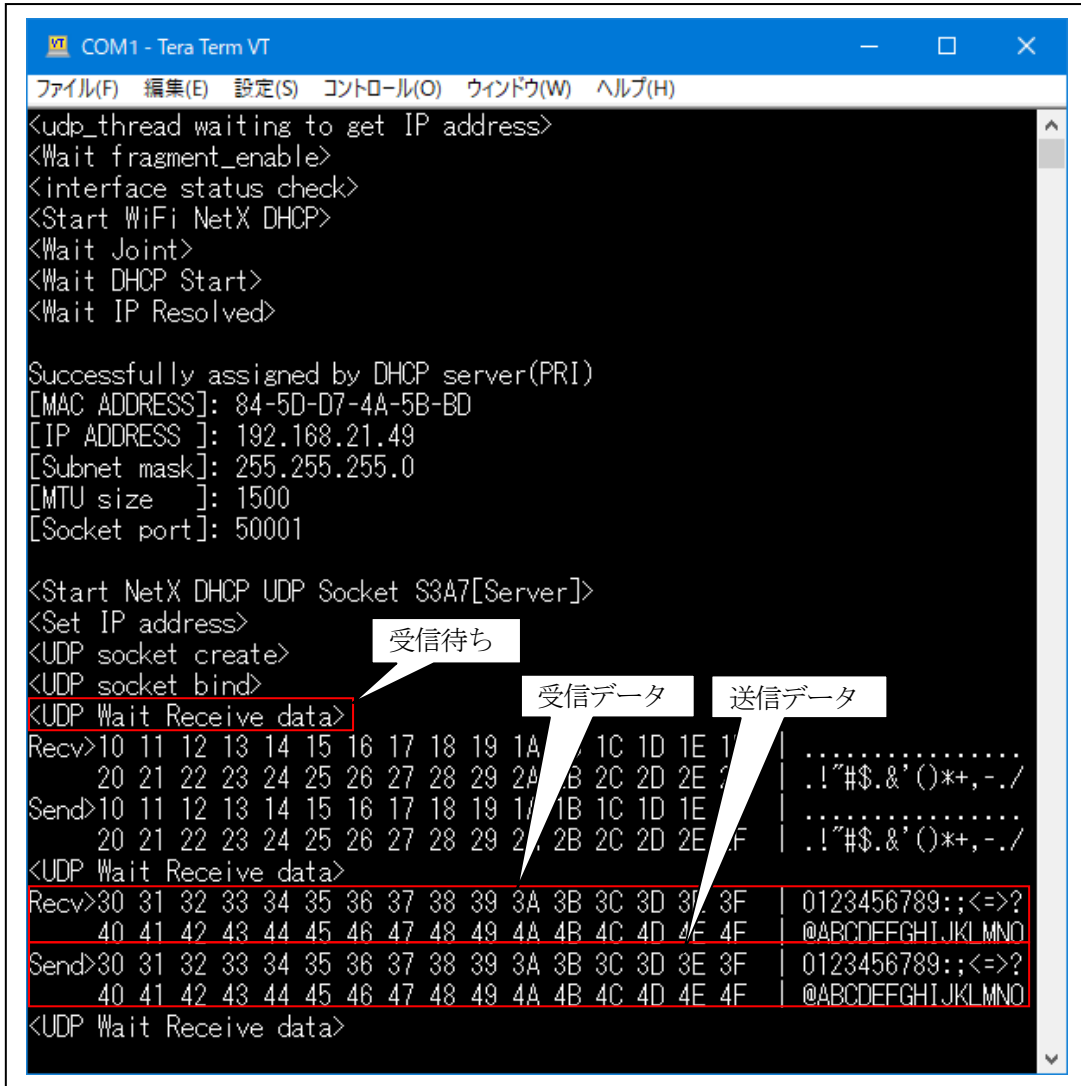 COM1 - Tera Term VT
ファイル(F) 編集(E) 設定(S) コントロール(O) ウィンドウ(W) ヘルプ(H)
<udp_thread waiting to get IP address>
<Wait fragment_enable>
<interface status check>
<Start WiFi NetX DHCP>
<Wait Joint>
<Wait DHCP Start>
<Wait IP Resolved>
Successfully assigned by DHCP server(PRI)
[MAC ADDRESS]: 84-5D-D7-4A-5B-BD
[IP ADDRESS ]: 192.168.21.49
[Subnet mask]: 255.255.255.0
[MTU size   ]: 1500
[Socket port]: 50001
<Start NetX DHCP UDP Socket S3A7[Server]>
<Set IP address>
受信待ち
<UDP socket create>
<UDP socket bind>
受信データ
送信データ
<UDP Wait Receive data>
Recv>10 11 12 13 14 15 16 17 18 19 1A 1C 1D 1E | ................
20 21 22 23 24 25 26 27 28 29 2A 2C 2D 2E | .!"#$.&'()*+,-./
Send>10 11 12 13 14 15 16 17 18 19 1B 1C 1D 1E | ................
20 21 22 23 24 25 26 27 28 29 2B 2C 2D 2E | .!"#$.&'()*+,-./
<UDP Wait Receive data>
Recv>30 31 32 33 34 35 36 37 38 39 3A 3B 3C 3D 3E 3F | 0123456789:;<=>?
40 41 42 43 44 45 46 47 48 49 4A 4B 4C 4D 4E 4F | @ABCDEFGHIJKLMNO
Send>30 31 32 33 34 35 36 37 38 39 3A 3B 3C 3D 3E 3F | 0123456789:;<=>?
40 41 42 43 44 45 46 47 48 49 4A 4B 4C 4D 4E 4F | @ABCDEFGHIJKLMNO
<UDP Wait Receive data>